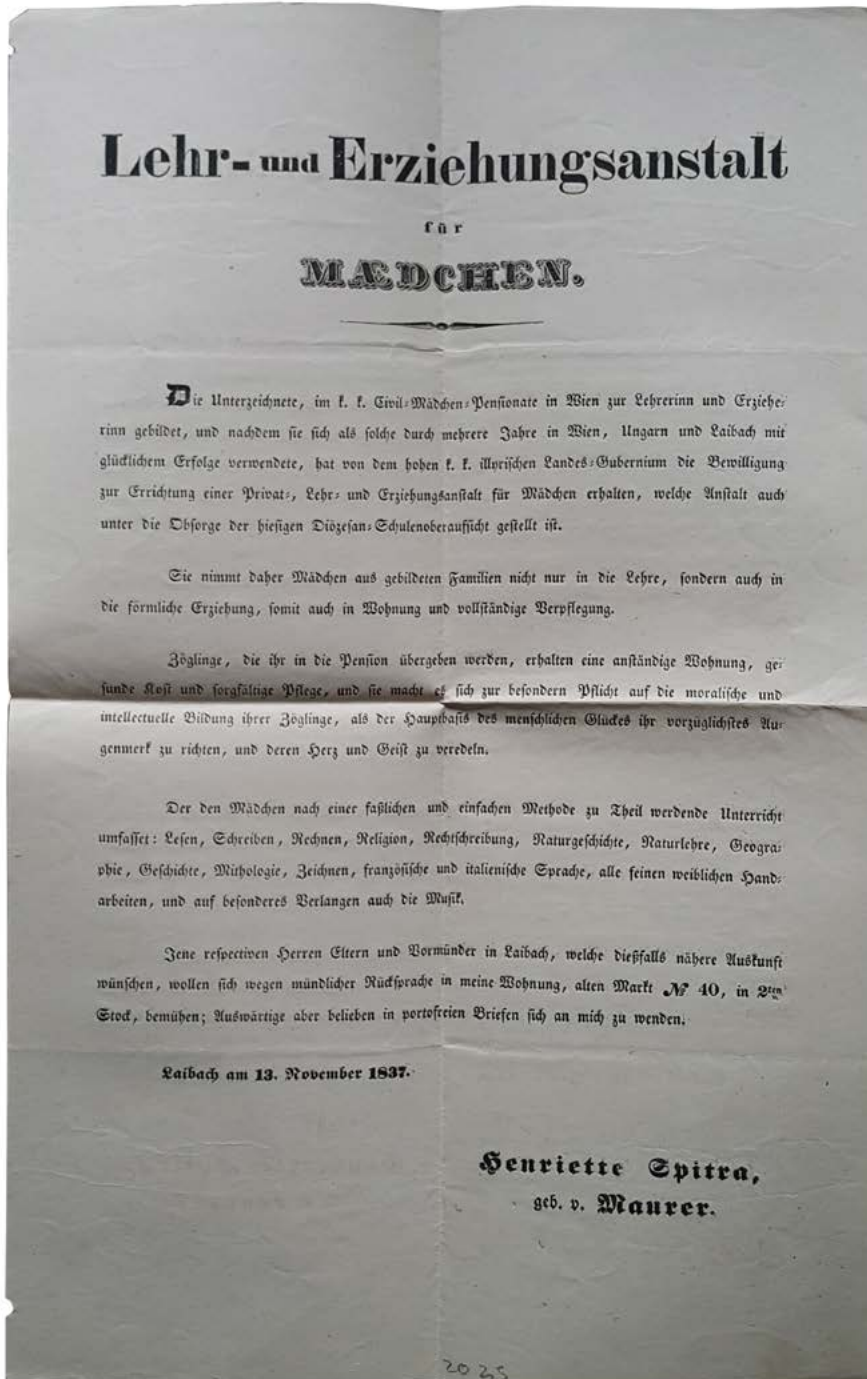 Lehr- und Erziehungsanstalt
für
MÆDCHEN.
Die Unterzeichnete, im k. k. Civil-Mädchen-Pensionate in Wien zur Lehrerinn und Erziehe-
rinn gebildet, und nachdem sie sich als solche durch mehrere Jahre in Wien, Ungarn und Laibach mit
glücklichem Erfolge verwendete, hat von dem hohen k. k. illyrischen Landes-Gubernium die Bewilligung
zur Errichtung einer Privat-, Lehr- und Erziehungsanstalt für Mädchen erhalten, welche Anstalt auch
unter die Obsorge der hiesigen Diözesan-Schulenoberaufsicht gestellt ist.
Sie nimmt daher Mädchen aus gebildeten Familien nicht nur in die Lehre, sondern auch in
die förmliche Erziehung, somit auch in Wohnung und vollständige Verpflegung.
Zöglinge, die ihr in die Pension übergeben werden, erhalten eine anständige Wohnung, ge-
sunde Kost und sorgfältige Pflege, und sie macht es sich zur besondern Pflicht auf die moralische und
intellectuelle Bildung ihrer Zöglinge, als der Hauptbasis des menschlichen Glückes ihr vorzüglichstes Au-
genmerk zu richten, und deren Herz und Geist zu veredeln.
Der den Mädchen nach einer faßlichen und einfachen Methode zu Theil werdende Unterricht
umfasset: Lesen, Schreiben, Rechnen, Religion, Rechtschreibung, Naturgeschichte, Naturlehre, Geogra-
phie, Geschichte, Mithologie, Zeichnen, französische und italienische Sprache, alle feinen weiblichen Hand-
arbeiten, und auf besonderes Verlangen auch die Musik.
Jene respectiven Herren Eltern und Vormünder in Laibach, welche dießfalls nähere Auskunft
wünschen, wollen sich wegen mündlicher Rücksprache in meine Wohnung, alten Markt № 40, in 2ten
Stock, bemühen; Auswärtige aber belieben in portofreien Briefen sich an mich zu wenden.
Laibach am 13. November 1837.
Henriette Spitra,
geb. v. Maurer.
2035